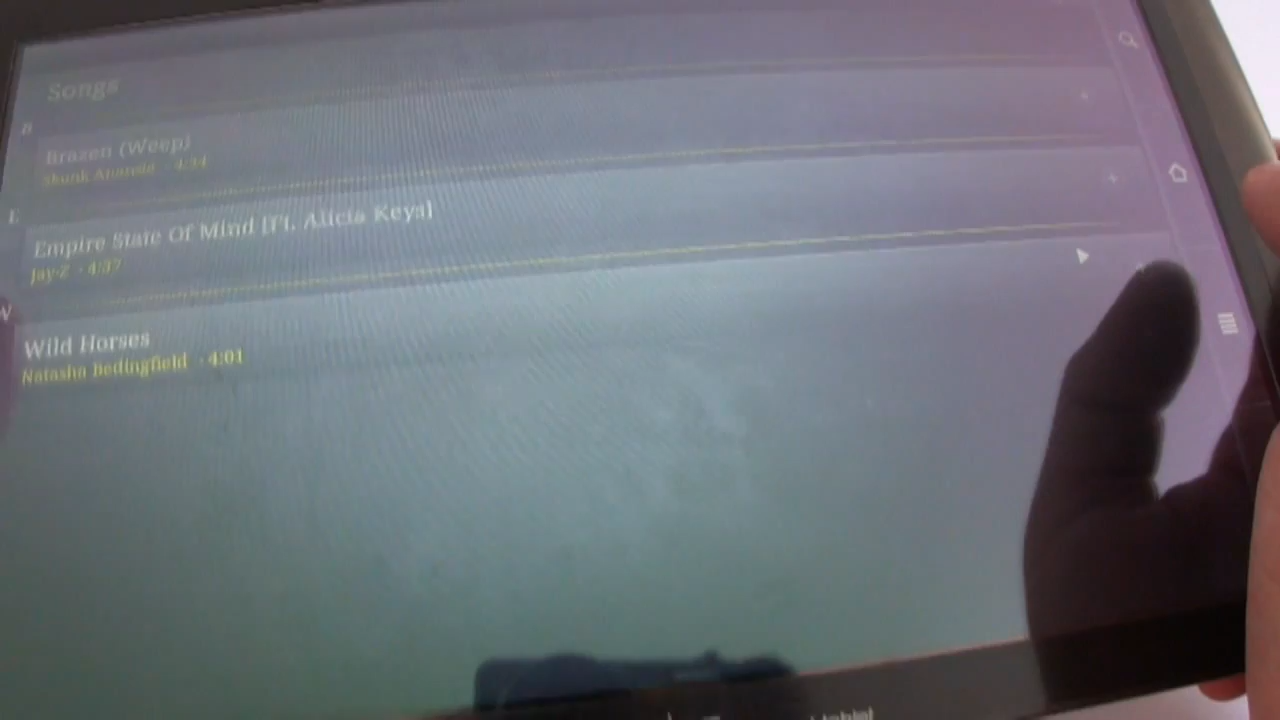 Songs
B
Brazen (Weep)
Skunk Anansie · 4:34
E
Empire State Of Mind [Ft. Alicia Keys]
Jay-Z · 4:37
W
Wild Horses
Natasha Bedingfield · 4:01
tablet